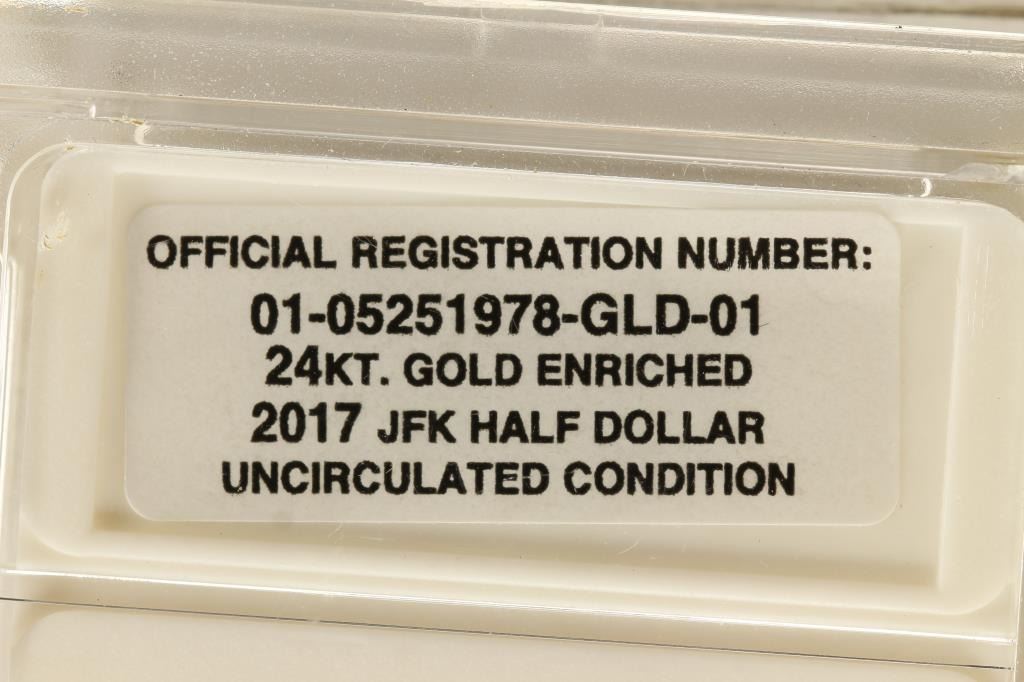 OFFICIAL REGISTRATION NUMBER:
01-05251978-GLD-01
24KT. GOLD ENRICHED
2017 JFK HALF DOLLAR
UNCIRCULATED CONDITION